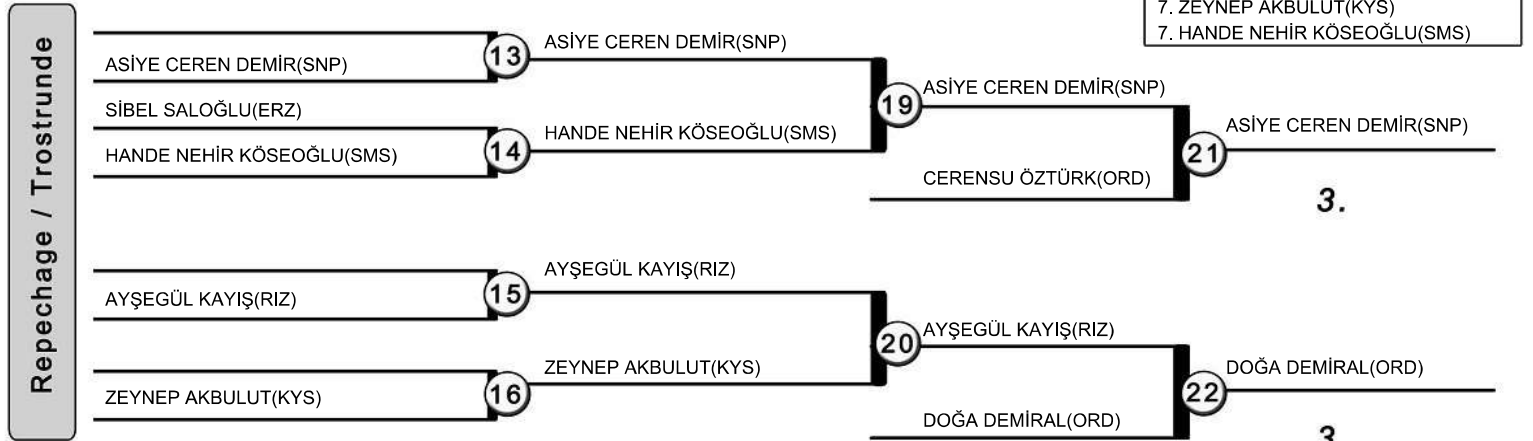 7. ZEYNEP AKBULUT(KYS)
7. HANDE NEHİR KÖSEOĞLU(SMS)
Repechage / Trostrunde
ASİYE CEREN DEMİR(SNP)
SİBEL SALOĞLU(ERZ)
HANDE NEHİR KÖSEOĞLU(SMS)
13
14
ASİYE CEREN DEMİR(SNP)
HANDE NEHİR KÖSEOĞLU(SMS)
19
ASİYE CEREN DEMİR(SNP)
CERENSU ÖZTÜRK(ORD)
21
ASİYE CEREN DEMİR(SNP)
3.
AYŞEGÜL KAYIŞ(RIZ)
ZEYNEP AKBULUT(KYS)
15
16
AYŞEGÜL KAYIŞ(RIZ)
ZEYNEP AKBULUT(KYS)
20
AYŞEGÜL KAYIŞ(RIZ)
DOĞA DEMİRAL(ORD)
22
DOĞA DEMİRAL(ORD)
3